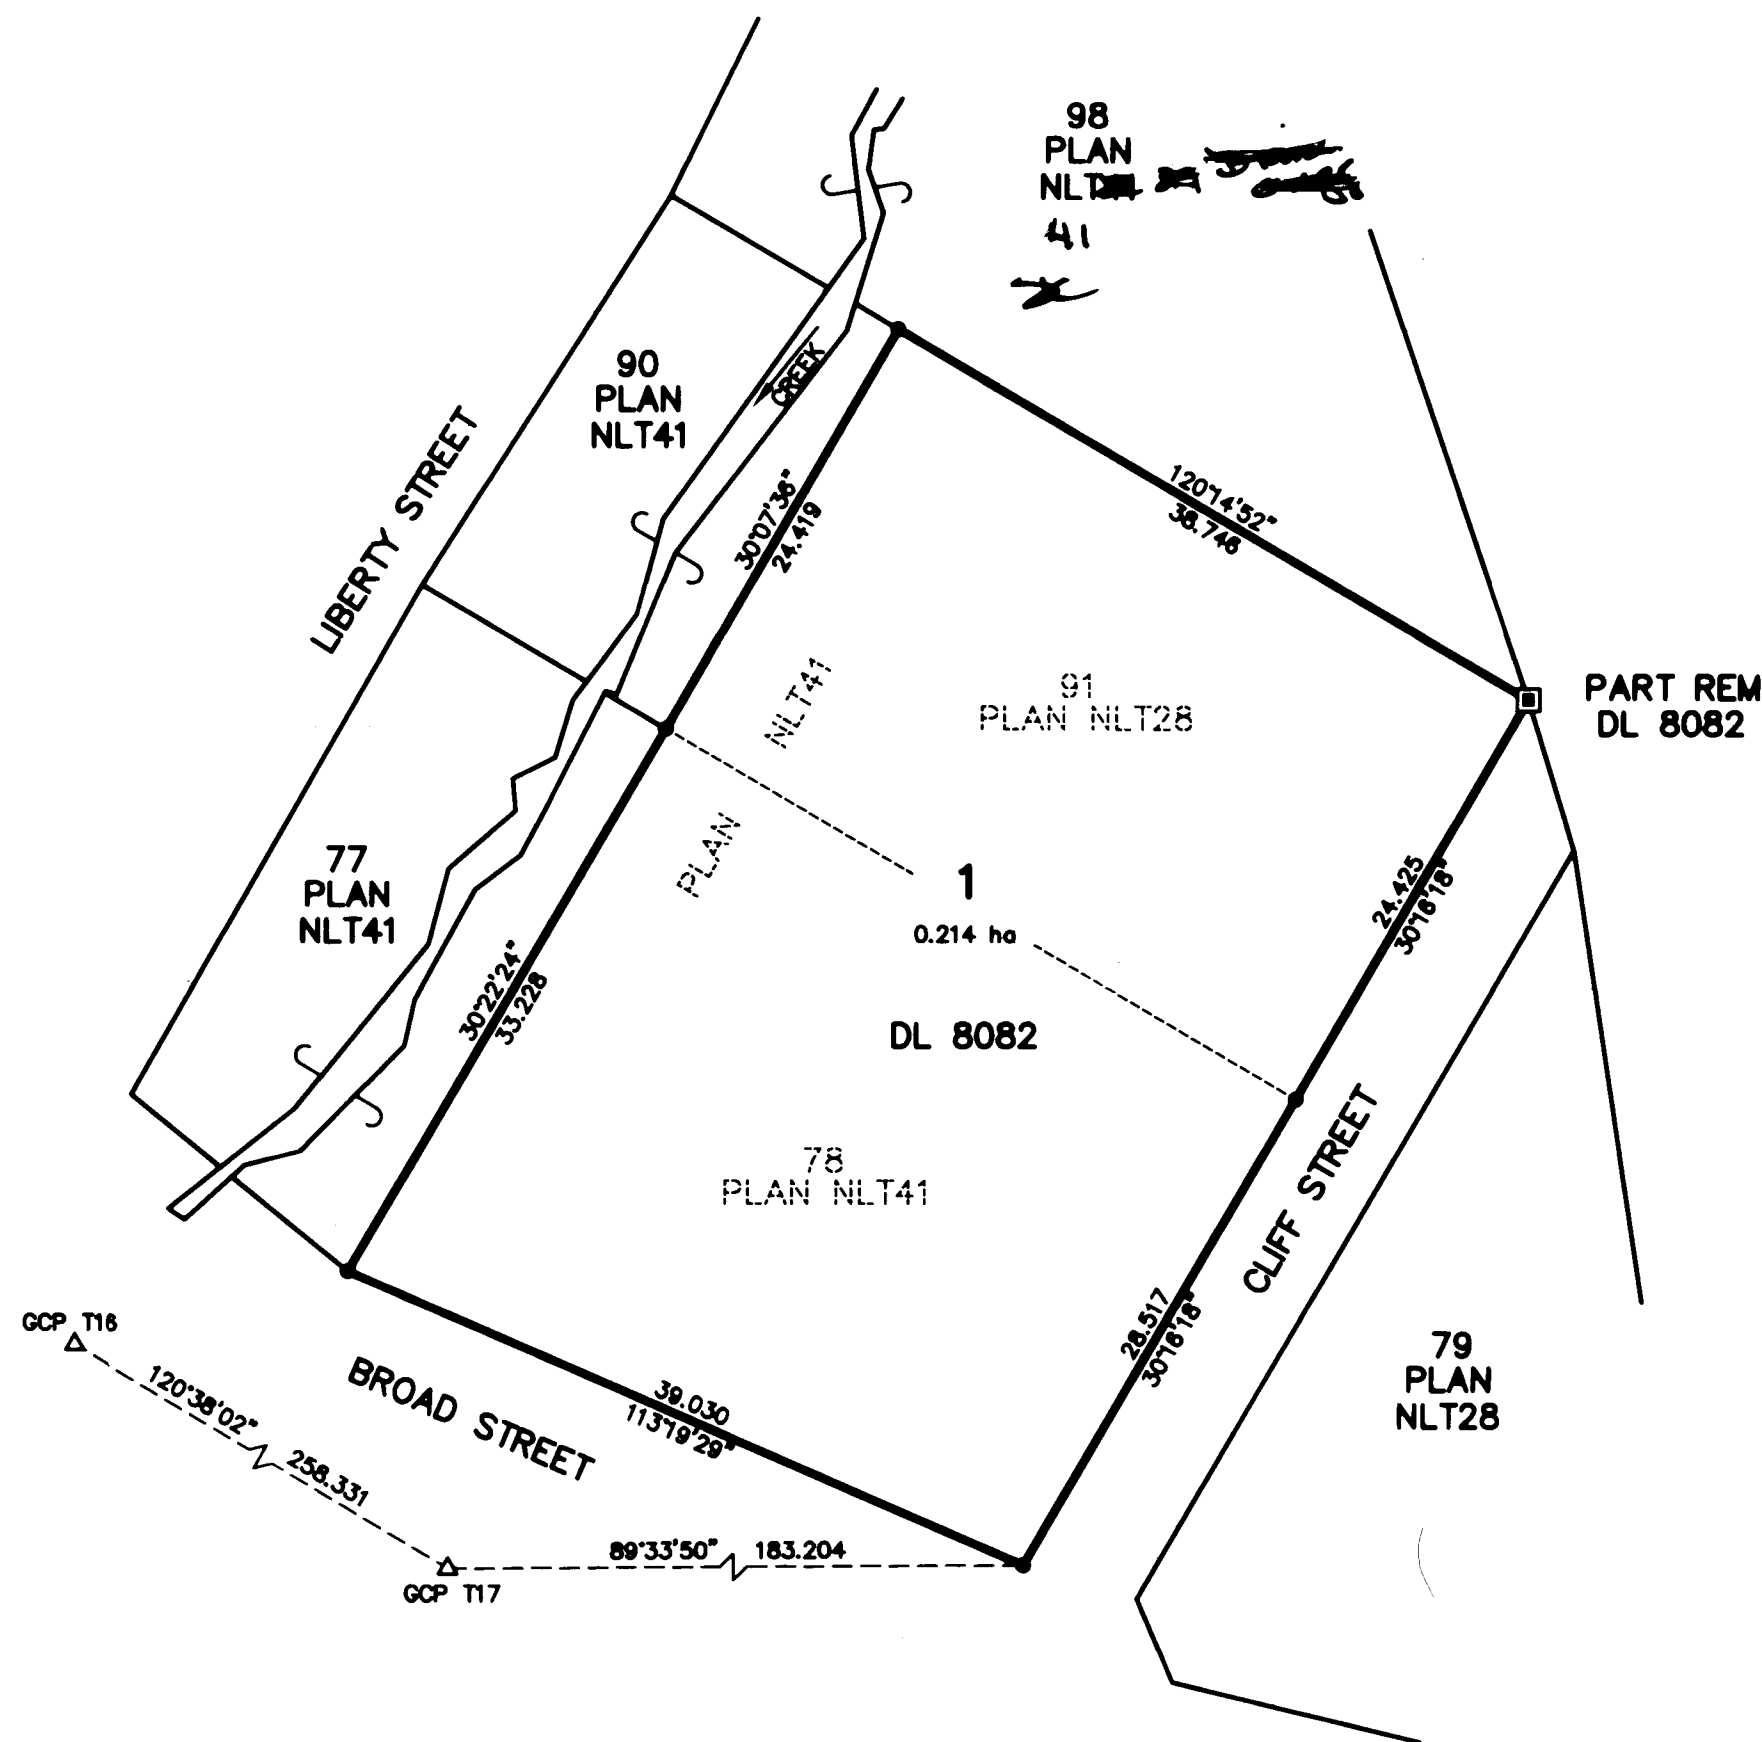 98
PLAN
NLT
41
90
PLAN
NLT41
CREEK
LIBERTY STREET
30°07'36"
24.419
120°14'52"
38.746
NLT41
PLAN
91
PLAN NLT28
PART REM
DL 8082
77
PLAN
NLT41
1
0.214 ha
24.425
30°16'18"
30°22'24"
33.228
DL 8082
78
PLAN NLT41
CLIFF STREET
28.517
30°16'18"
GCP T16
120°38'02"
258.331
BROAD STREET
39.030
113°19'29"
79
PLAN
NLT28
89°33'50" 183.204
GCP T17